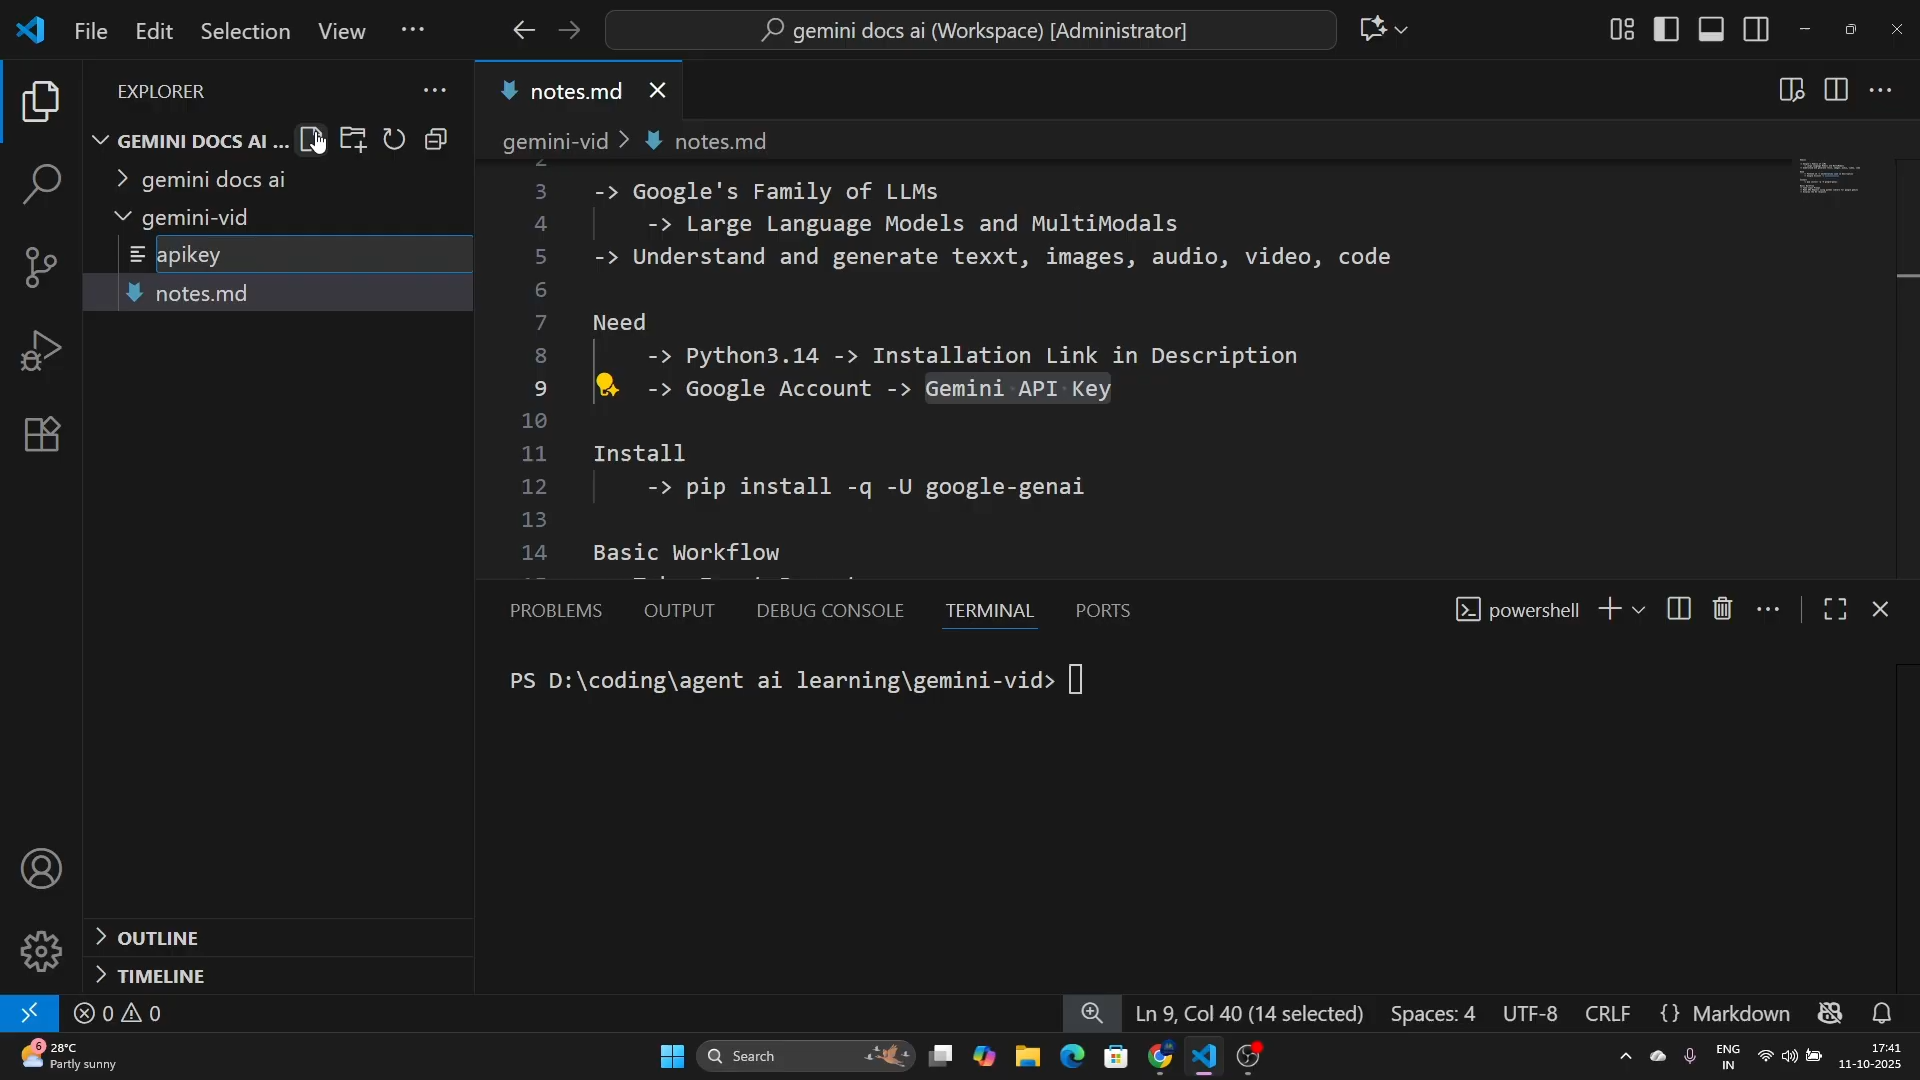 File Edit Selection View ···
gemini docs ai (Workspace) [Administrator]
EXPLORER
GEMINI DOCS AI ...
gemini docs ai
gemini-vid
apikey
notes.md
OUTLINE
TIMELINE
notes.md
gemini-vid > notes.md
2
3 -> Google's Family of LLMs
4 -> Large Language Models and MultiModals
5 -> Understand and generate texxt, images, audio, video, code
6
7 Need
8 -> Python3.14 -> Installation Link in Description
9 -> Google Account -> Gemini API Key
10
11 Install
12 -> pip install -q -U google-genai
13
14 Basic Workflow
PROBLEMS OUTPUT DEBUG CONSOLE TERMINAL PORTS
powershell
PS D:\coding\agent ai learning\gemini-vid>
0 0
Ln 9, Col 40 (14 selected) Spaces: 4 UTF-8 CRLF {} Markdown
6
28°C
Partly sunny
Search
ENG
IN
17:41
11-10-2025